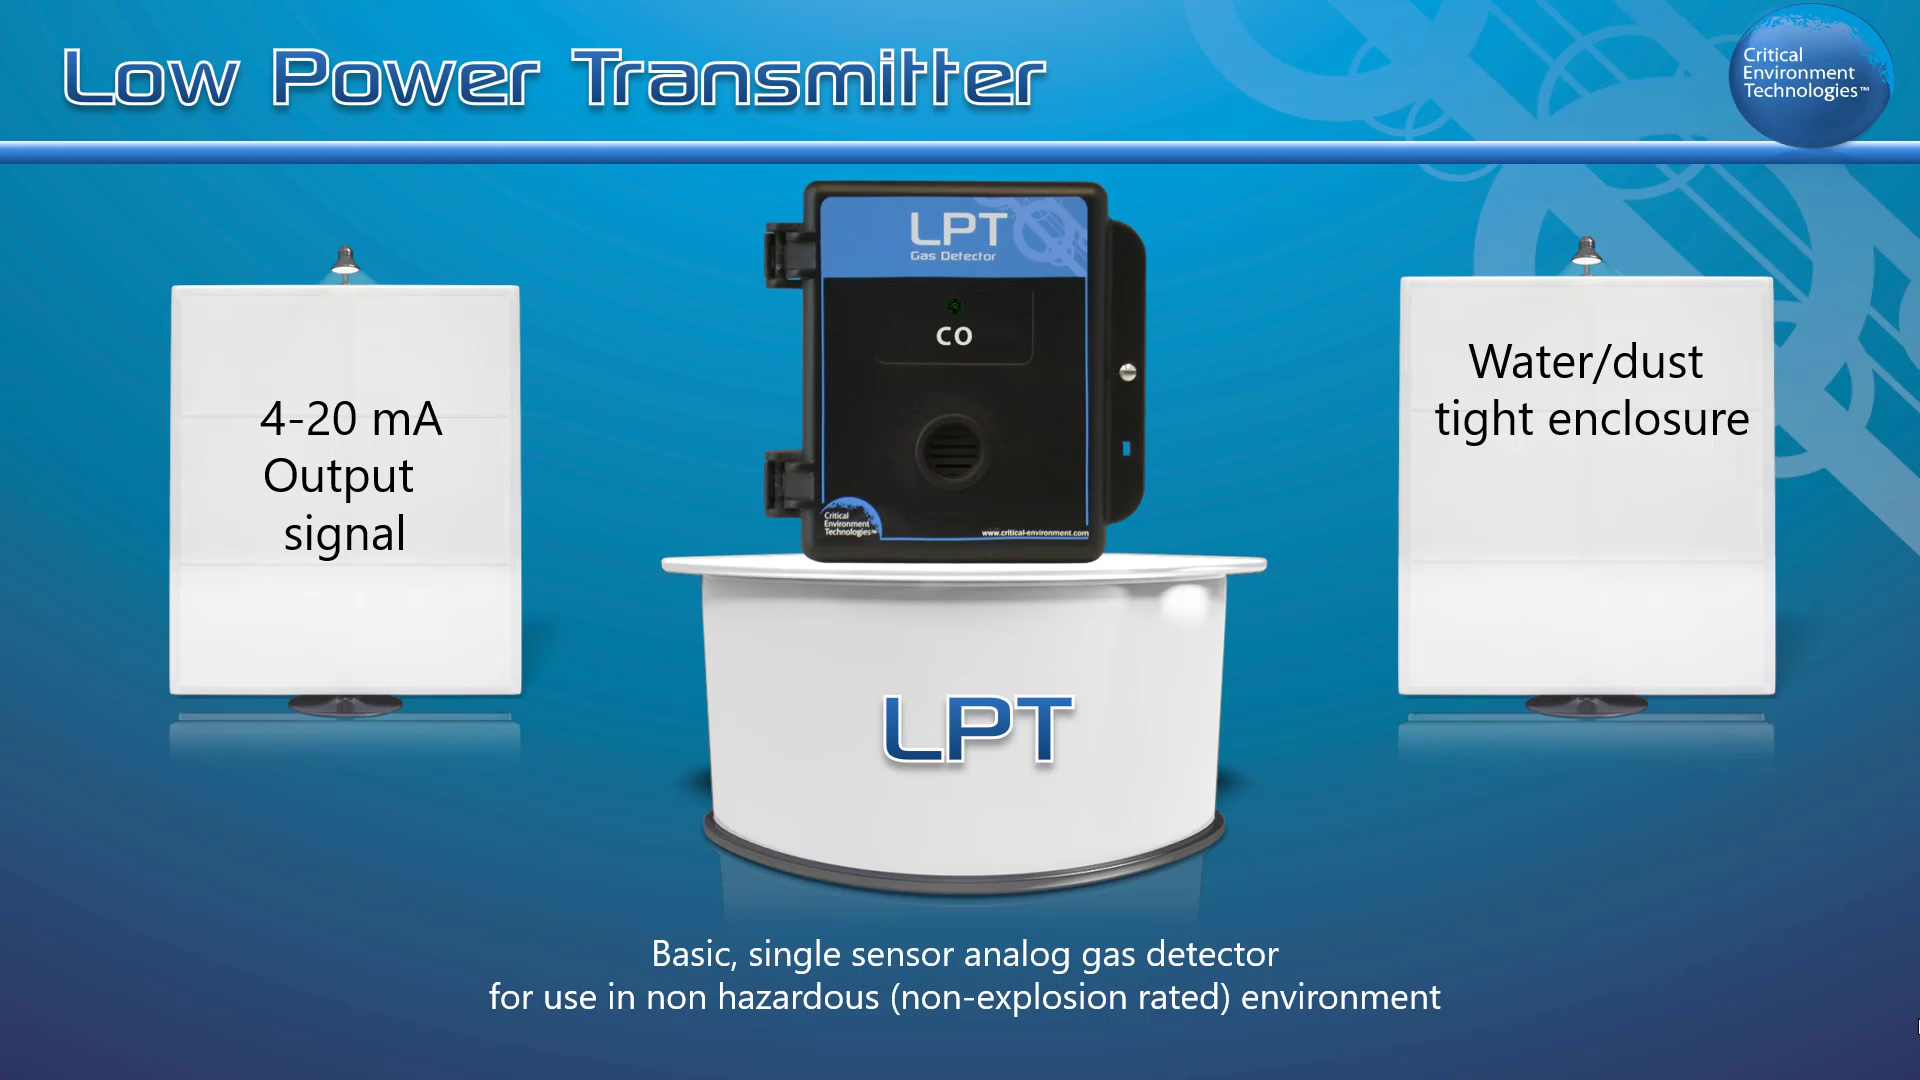 Low Power Transmitter
Critical
Environment
Technologies™
LPT
Gas Detector
CO
Critical
Environment
Technologies™
www.critical-environment.com
4-20 mA
Output
signal
Water/dust
tight enclosure
LPT
Basic, single sensor analog gas detector
for use in non hazardous (non-explosion rated) environment